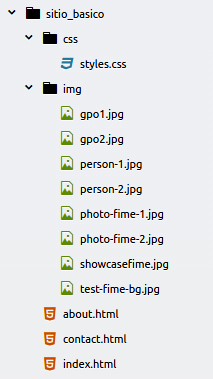 sitio_basico
css
styles.css
img
gpo1.jpg
gpo2.jpg
person-1.jpg
person-2.jpg
photo-fime-1.jpg
photo-fime-2.jpg
showcasefime.jpg
test-fime-bg.jpg
about.html
contact.html
index.html